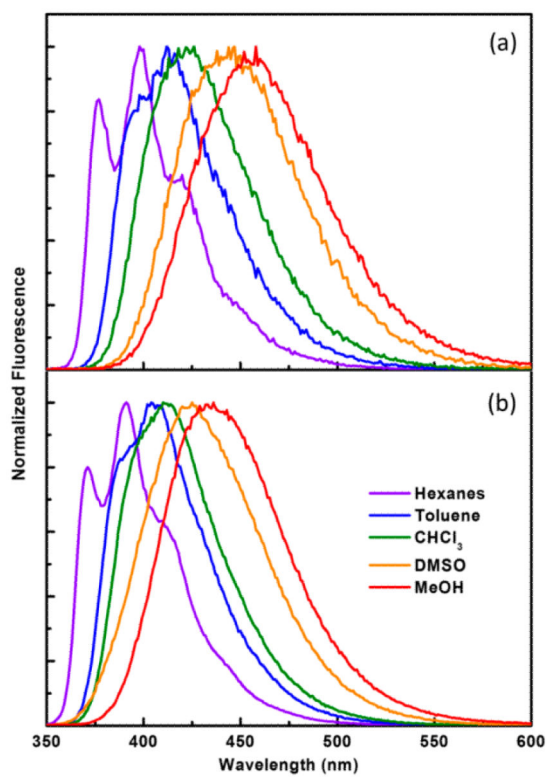 (a)
Normalized Fluorescence
(b)
Hexanes
Toluene
CHCl₃
DMSO
MeOH
350 400 450 500 550 600
Wavelength (nm)